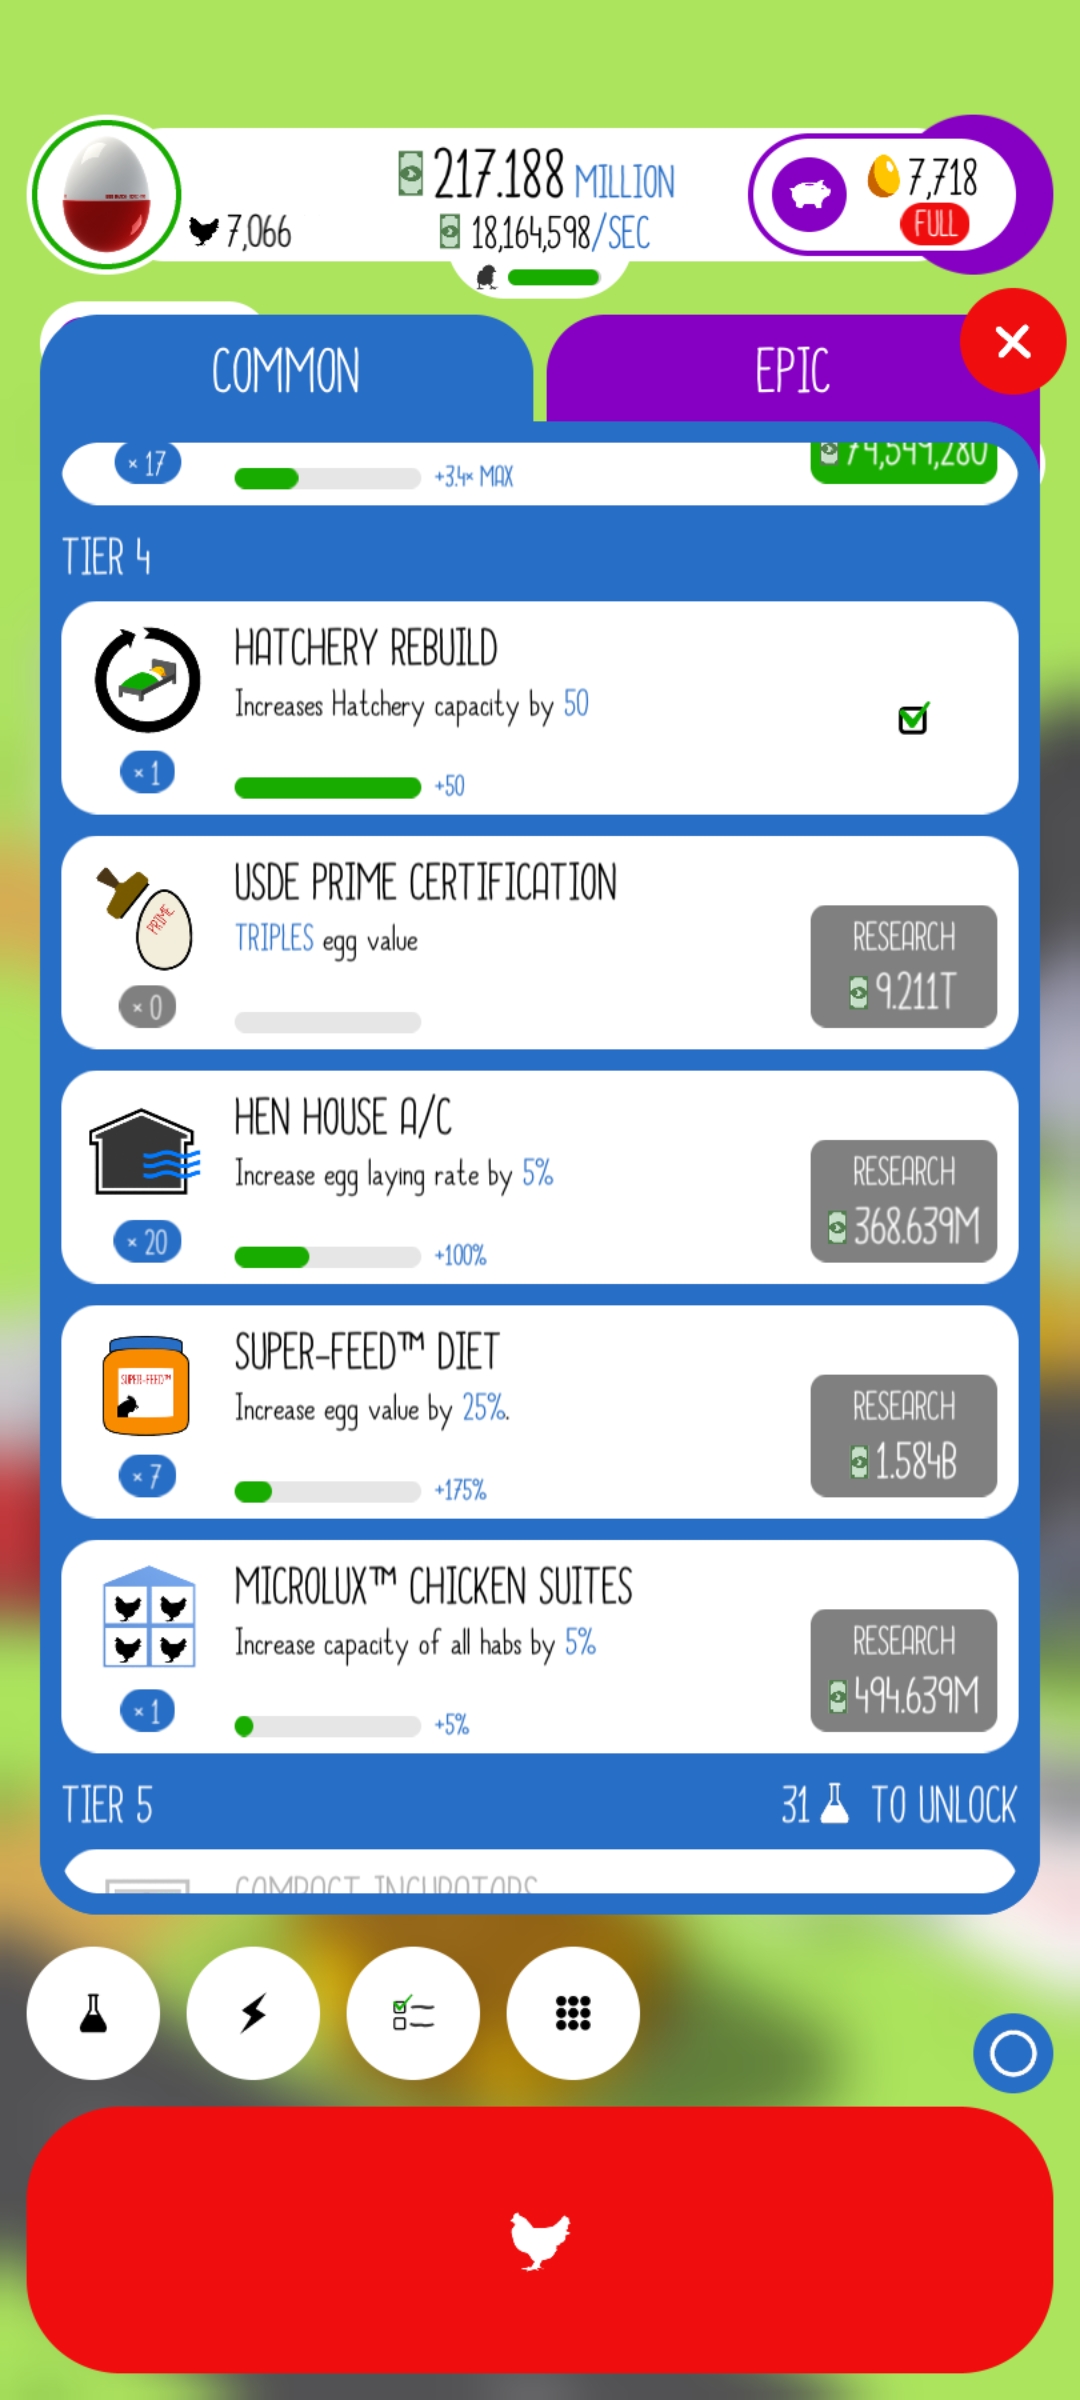 217.188 MILLION
7,718
FULL
7,066
18,164,598/SEC
COMMON
EPIC
× 17
+3.4× MAX
74,549,280
TIER 4
HATCHERY REBUILD
Increases Hatchery capacity by 50
× 1
+50
USDE PRIME CERTIFICATION
TRIPLES egg value
PRIME
RESEARCH
9.211T
× 0
HEN HOUSE A/C
Increase egg laying rate by 5%
RESEARCH
368.639M
× 20
+100%
SUPER-FEED™ DIET
Increase egg value by 25%.
SUPER-FEED™
RESEARCH
1.584B
× 7
+175%
MICROLUX™ CHICKEN SUITES
Increase capacity of all habs by 5%
RESEARCH
494.639M
× 1
+5%
TIER 5
31 TO UNLOCK
COMPACT INCUBATORS